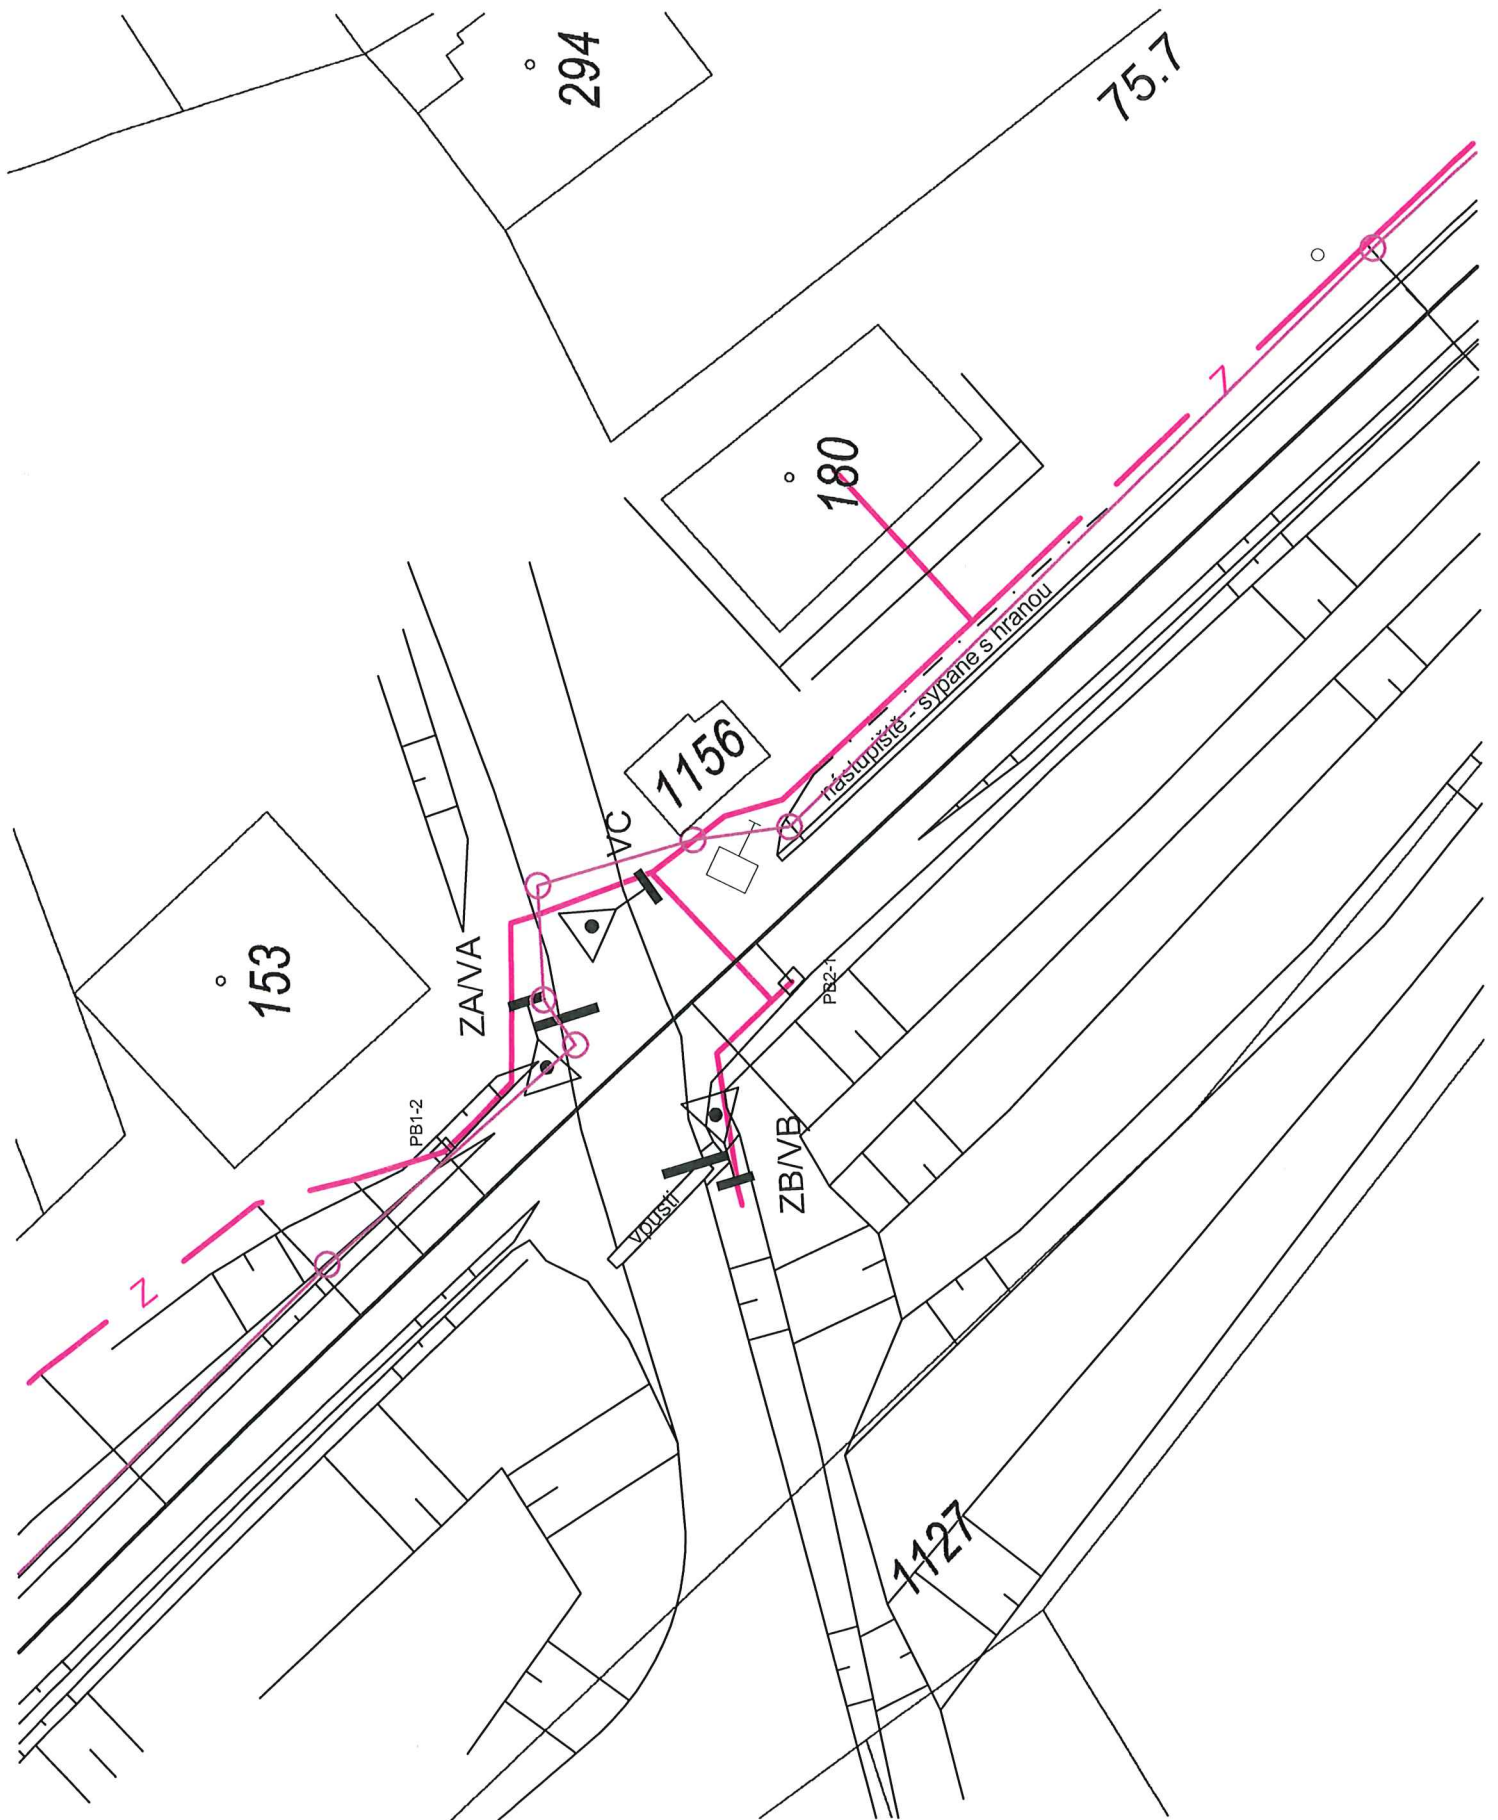 294
75.7
Z
180
nástupiště - sypané s hranou
1156
VC
153
ZA/VA
PB2-1
PB1-2
ZB/VB
vpusti
Z
1127